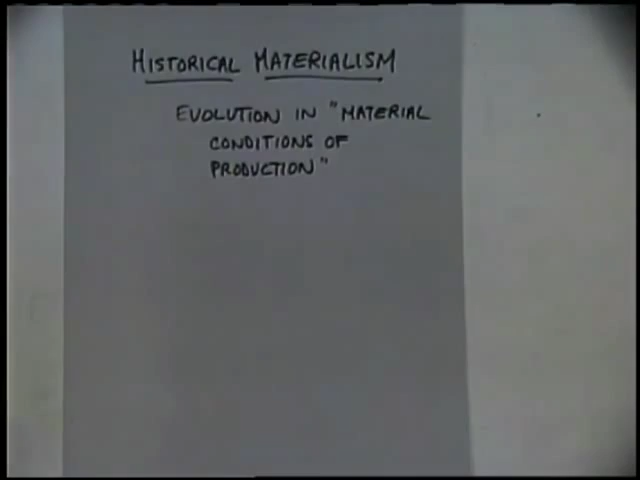 HISTORICAL MATERIALISM
EVOLUTION IN "MATERIAL
CONDITIONS OF
PRODUCTION"